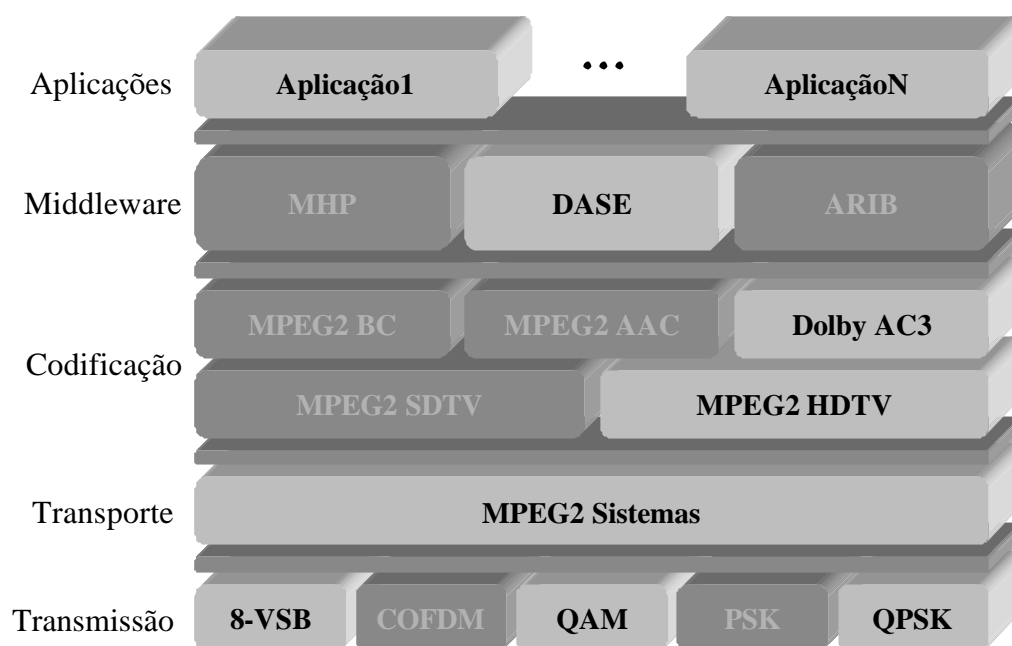 Aplicações Aplicação1 ... AplicaçãoN
Middleware MHP DASE ARIB
MPEG2 BC MPEG2 AAC Dolby AC3
Codificação
MPEG2 SDTV MPEG2 HDTV
Transporte MPEG2 Sistemas
Transmissão 8-VSB COFDM QAM PSK QPSK